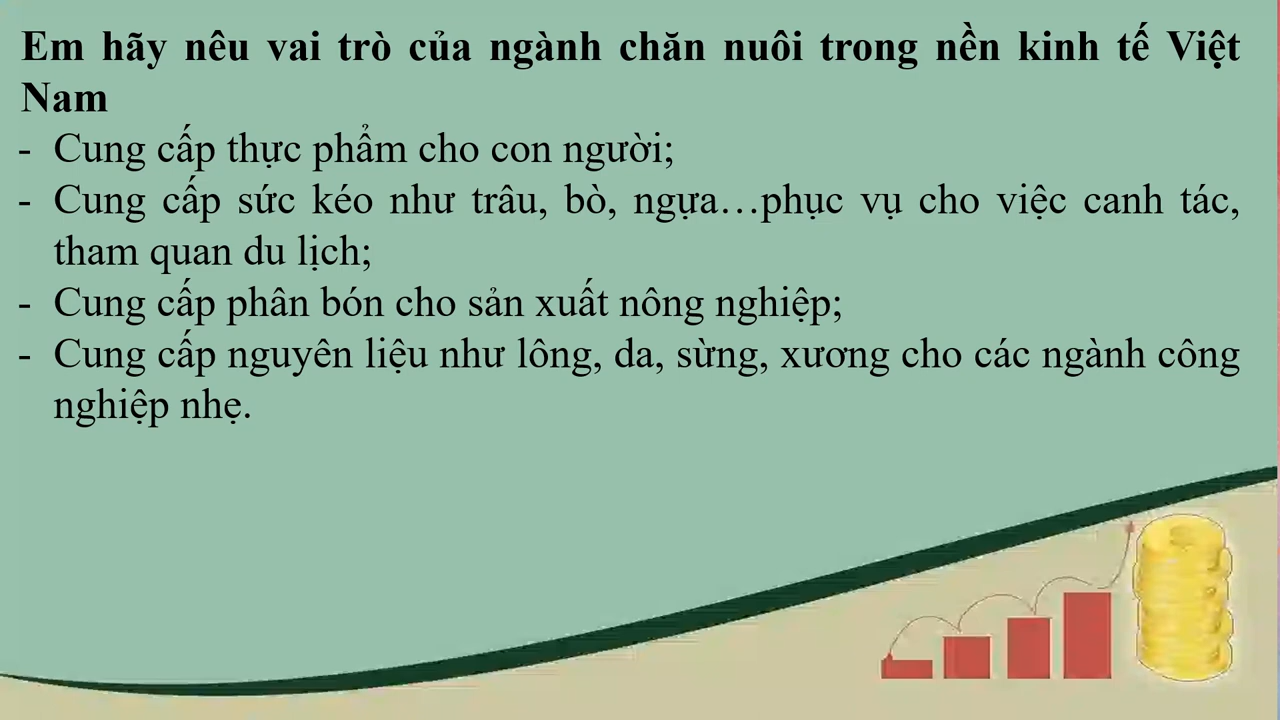 Em hãy nêu vai trò của ngành chăn nuôi trong nền kinh tế Việt
Nam
- Cung cấp thực phẩm cho con người;
- Cung cấp sức kéo như trâu, bò, ngựa…phục vụ cho việc canh tác,
tham quan du lịch;
- Cung cấp phân bón cho sản xuất nông nghiệp;
- Cung cấp nguyên liệu như lông, da, sừng, xương cho các ngành công
nghiệp nhẹ.